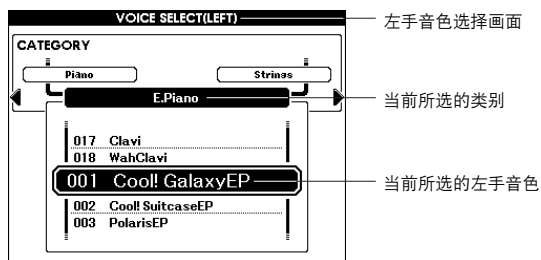 VOICE SELECT(LEFT)
左手音色选择画面
CATEGORY
Piano
Strings
E.Piano
当前所选的类别
017 Clavi
018 WahClavi
001 Cool! GalaxyEP
当前所选的左手音色
002 Cool! SuitcaseEP
003 PolarisEP